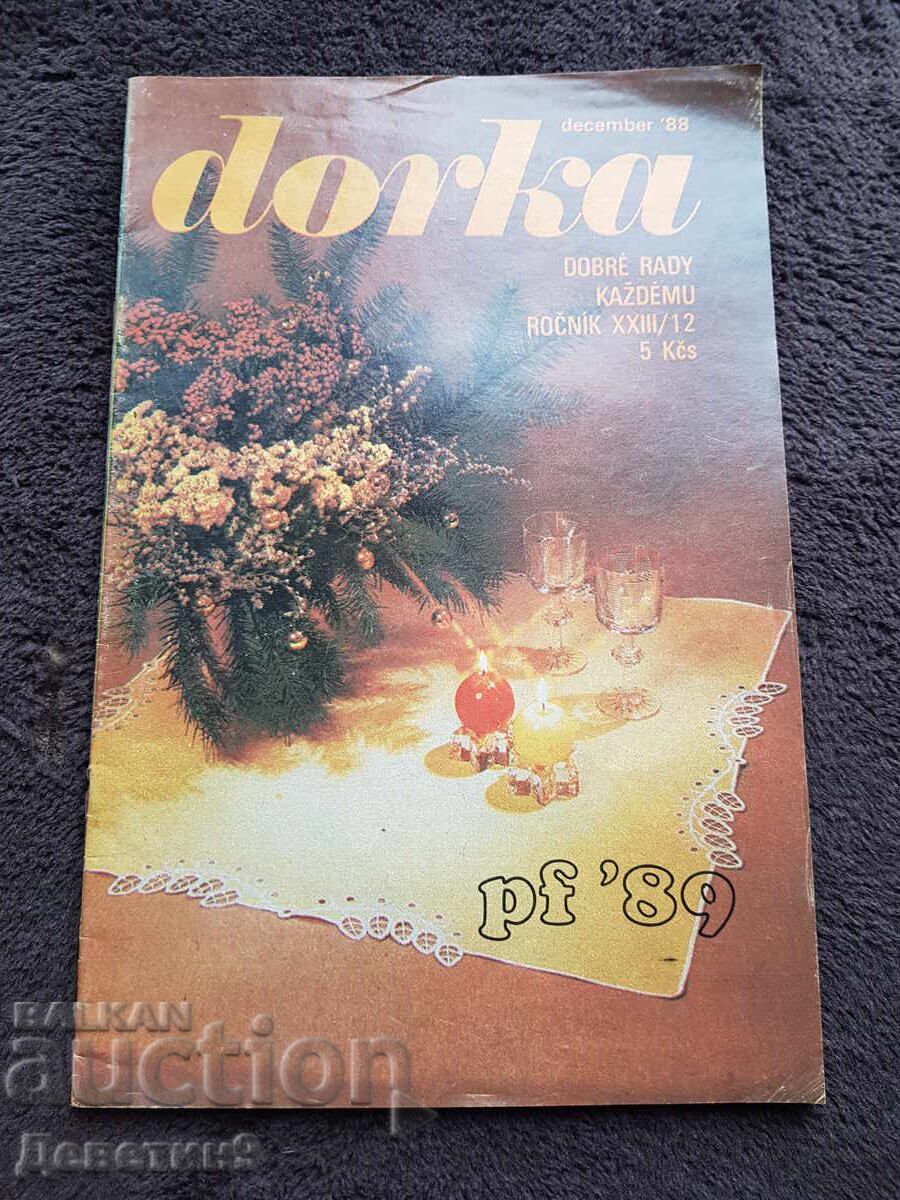 december '88
dorka
DOBRÉ RADY
KAŽDÉMU
ROČNÍK XXIII/12
5 Kčs
pf '89
BALKAN
auction
Деветин9